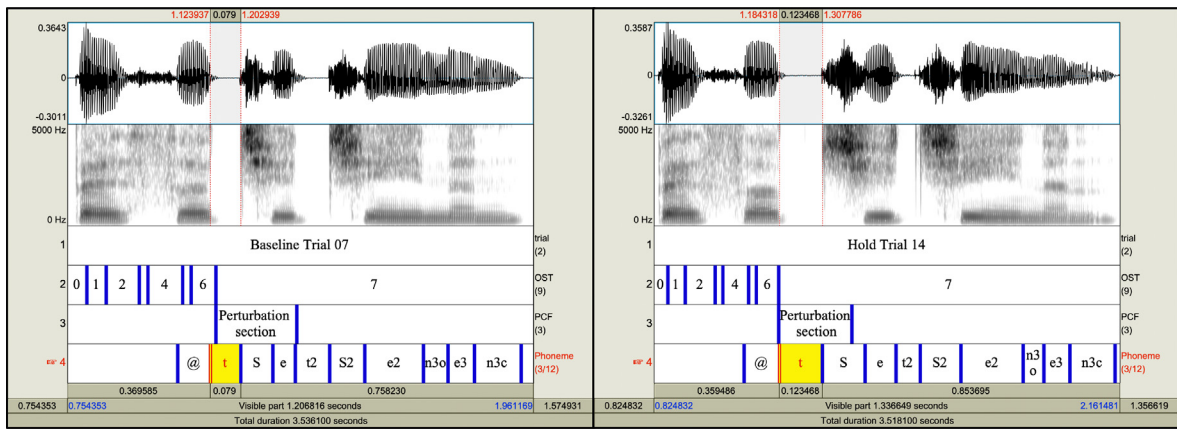 1.123937 0.079 1.202939
0.3643
0
-0.3011
5000 Hz
0 Hz
1 Baseline Trial 07 trial (2)
2 0 1 2 4 6 7 OST (9)
3 Perturbation section PCF (3)
4 @ t S e t2 S2 e2 n3o e3 n3c Phoneme (3/12)
0.369585 0.079 0.758230
0.754353 0.754353 Visible part 1.206816 seconds 1.961169 1.574931
Total duration 3.536100 seconds
1.184318 0.123468 1.307786
0.3587
0
-0.3261
5000 Hz
0 Hz
1 Hold Trial 14 trial (2)
2 0 1 2 4 6 7 OST (9)
3 Perturbation section PCF (3)
4 @ t S e t2 S2 e2 n3o e3 n3c Phoneme (3/12)
0.359486 0.123468 0.853695
0.824832 0.824832 Visible part 1.336649 seconds 2.161481 1.356619
Total duration 3.518100 seconds